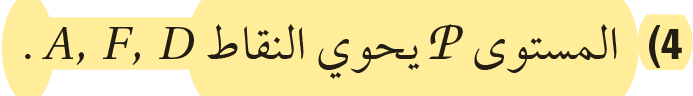 (4 المستوى P يحوي النقاط A, F, D .